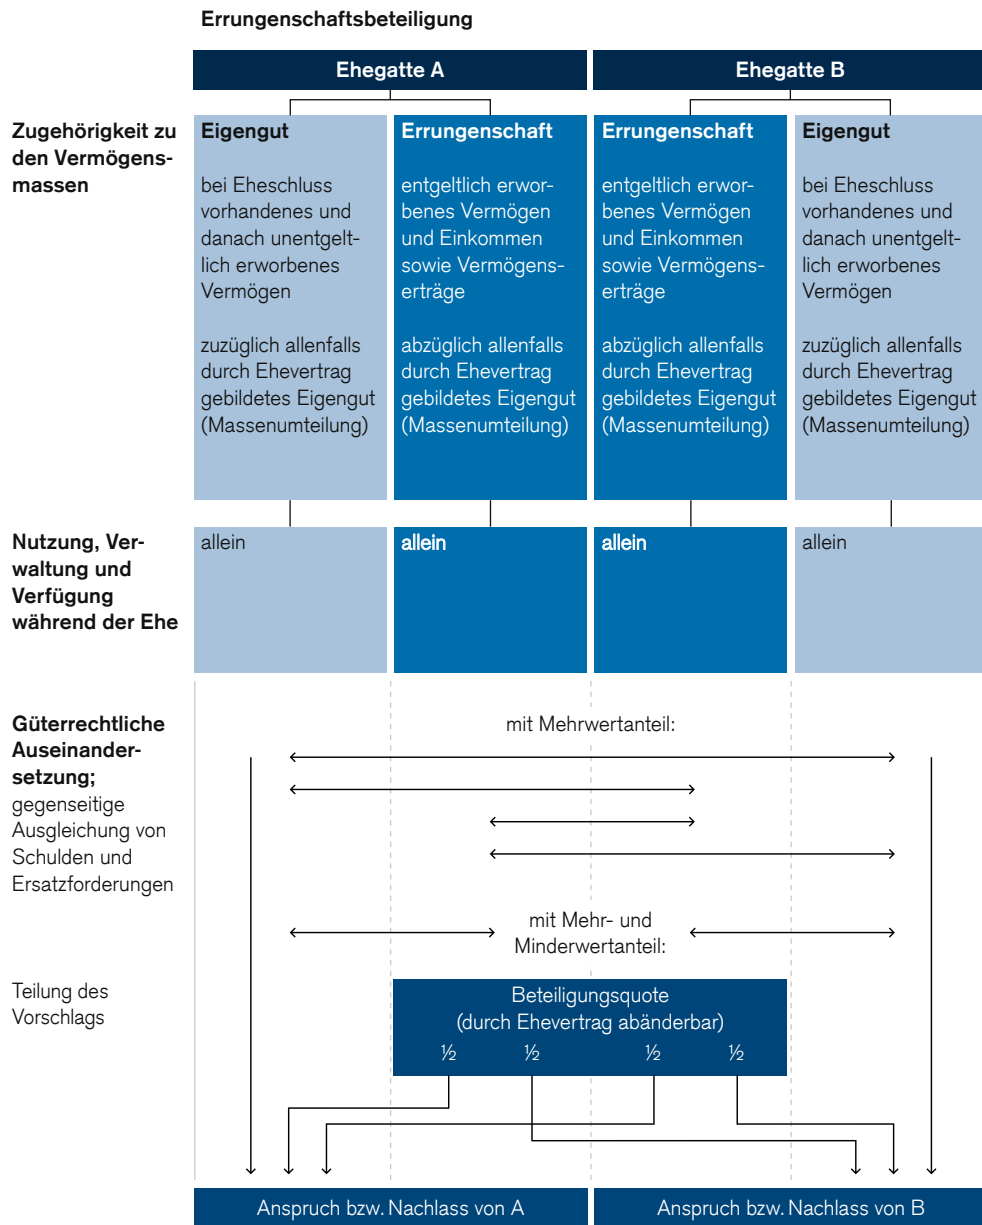 Errungenschaftsbeteiligung
Ehegatte A
Ehegatte B
Zugehörigkeit zu
den Vermögens-
massen
Eigengut
bei Eheschluss
vorhandenes und
danach unentgelt-
lich erworbenes
Vermögen
zuzüglich allenfalls
durch Ehevertrag
gebildetes Eigengut
(Massenumteilung)
Errungenschaft
entgeltlich erwor-
benes Vermögen
und Einkommen
sowie Vermögens-
erträge
abzüglich allenfalls
durch Ehevertrag
gebildetes Eigengut
(Massenumteilung)
Errungenschaft
entgeltlich erwor-
benes Vermögen
und Einkommen
sowie Vermögens-
erträge
abzüglich allenfalls
durch Ehevertrag
gebildetes Eigengut
(Massenumteilung)
Eigengut
bei Eheschluss
vorhandenes und
danach unentgelt-
lich erworbenes
Vermögen
zuzüglich allenfalls
durch Ehevertrag
gebildetes Eigengut
(Massenumteilung)
Nutzung, Ver-
waltung und
Verfügung
während der Ehe
allein
allein
allein
allein
Güterrechtliche
Auseinander-
setzung;
gegenseitige
Ausgleichung von
Schulden und
Ersatzforderungen
mit Mehrwertanteil:
mit Mehr- und
Minderwertanteil:
Teilung des
Vorschlags
Beteiligungsquote
(durch Ehevertrag abänderbar)
½ ½ ½ ½
Anspruch bzw. Nachlass von A
Anspruch bzw. Nachlass von B